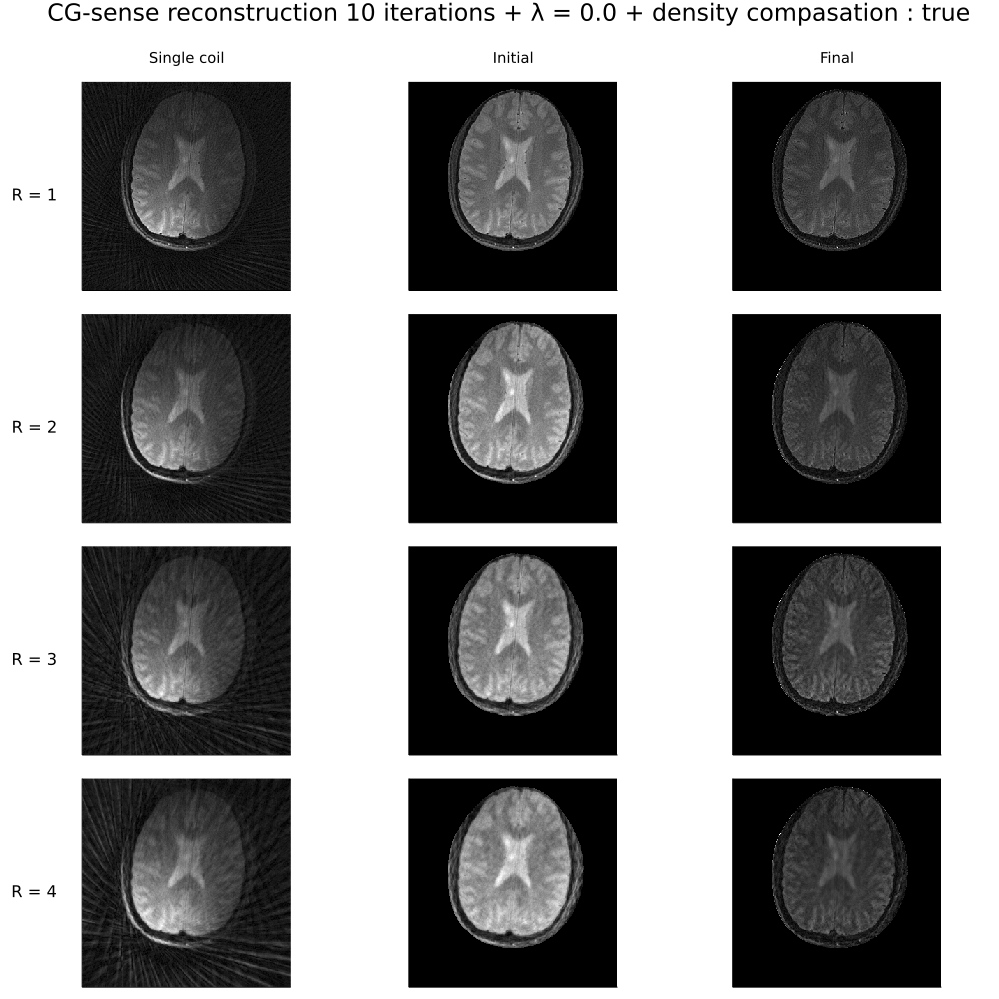 CG-sense reconstruction 10 iterations + λ = 0.0 + density compasation : true
Single coil Initial Final
R = 1
R = 2
R = 3
R = 4